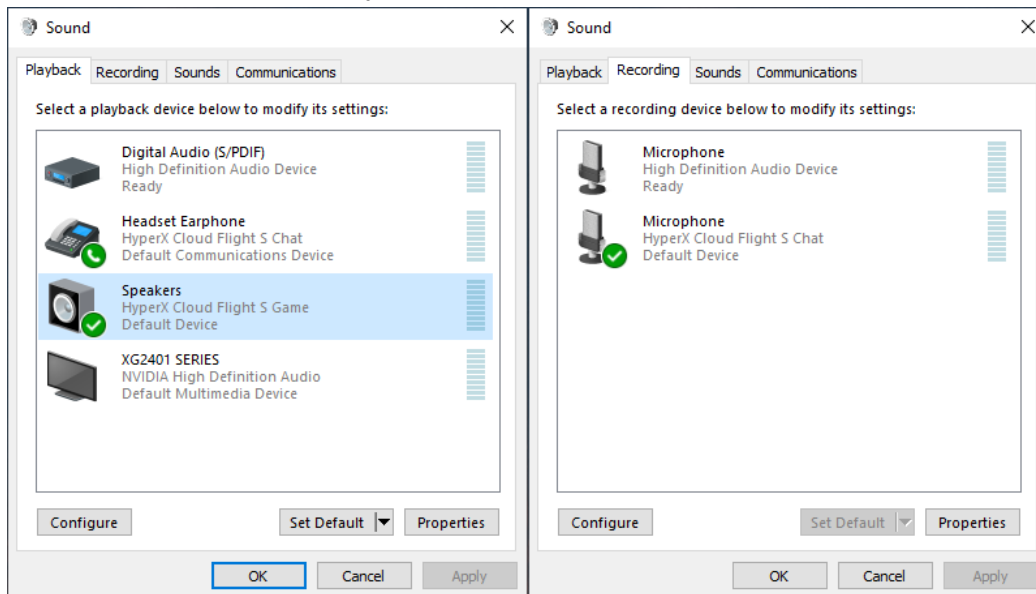 Sound
Playback Recording Sounds Communications
Select a playback device below to modify its settings:
Digital Audio (S/PDIF)
High Definition Audio Device
Ready
Headset Earphone
HyperX Cloud Flight S Chat
Default Communications Device
Speakers
HyperX Cloud Flight S Game
Default Device
XG2401 SERIES
NVIDIA High Definition Audio
Default Multimedia Device
Configure Set Default Properties
OK Cancel Apply
Sound
Playback Recording Sounds Communications
Select a recording device below to modify its settings:
Microphone
High Definition Audio Device
Ready
Microphone
HyperX Cloud Flight S Chat
Default Device
Configure Set Default Properties
OK Cancel Apply